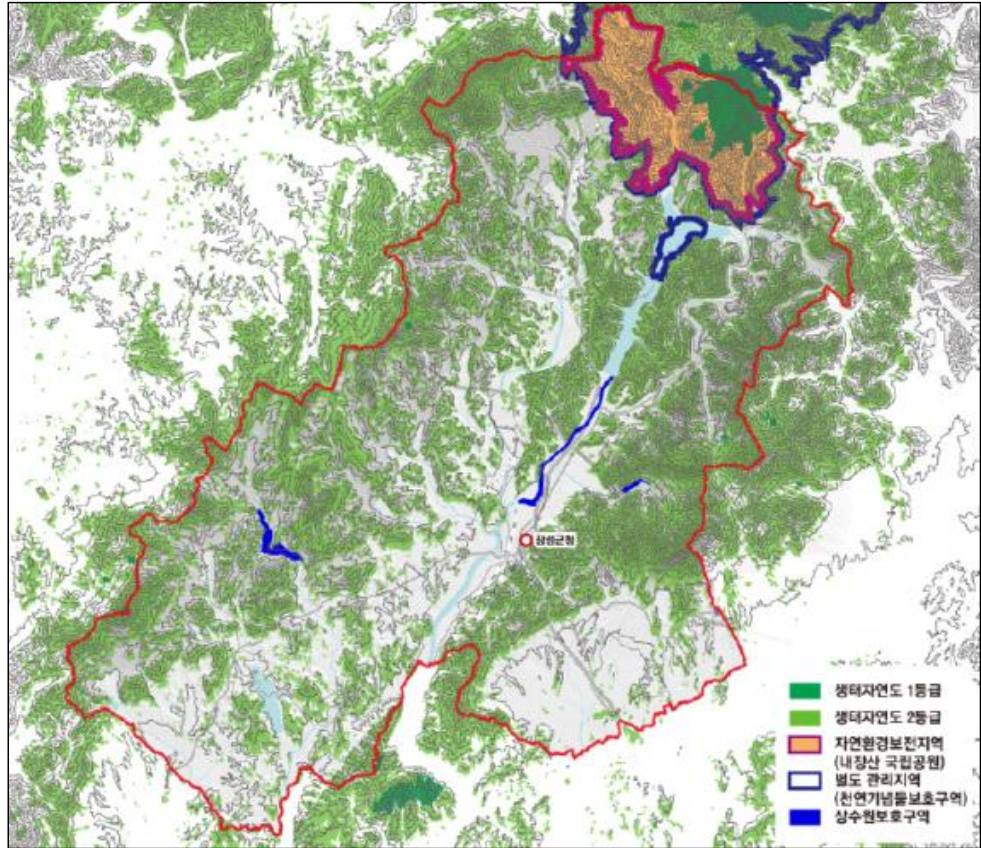 장성군청
생태자연도 1등급
생태자연도 2등급
자연환경보전지역
(내장산 국립공원)
별도 관리지역
(천연기념물보호구역)
상수원보호구역